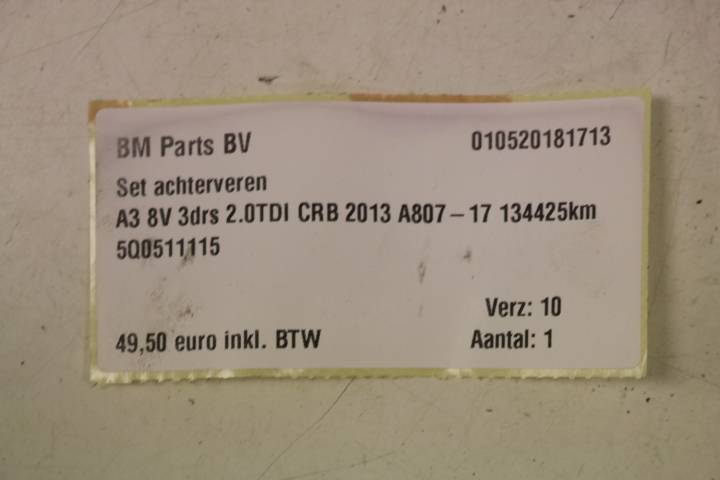 BM Parts BV 010520181713
Set achterveren
A3 8V 3drs 2.0TDI CRB 2013 A807-17 134425km
5Q0511115
Verz: 10
49,50 euro inkl. BTW Aantal: 1